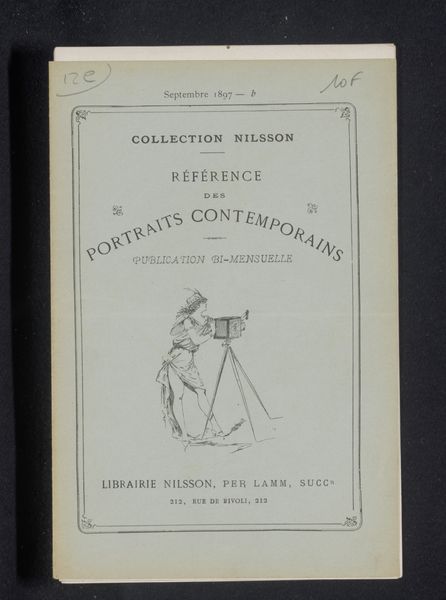 12e
10F
Septembre 1897 — b
COLLECTION NILSSON
RÉFÉRENCE
DES
PORTRAITS CONTEMPORAINS
PUBLICATION BI-MENSUELLE
LIBRAIRIE NILSSON, PER LAMM, SUCCR
212, RUE DE RIVOLI, 212